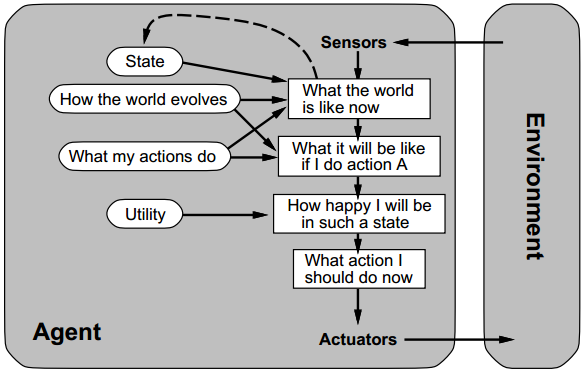 Sensors
State
What the world
is like now
How the world evolves
What my actions do
What it will be like
if I do action A
Utility
How happy I will be
in such a state
What action I
should do now
Agent
Actuators
Environment